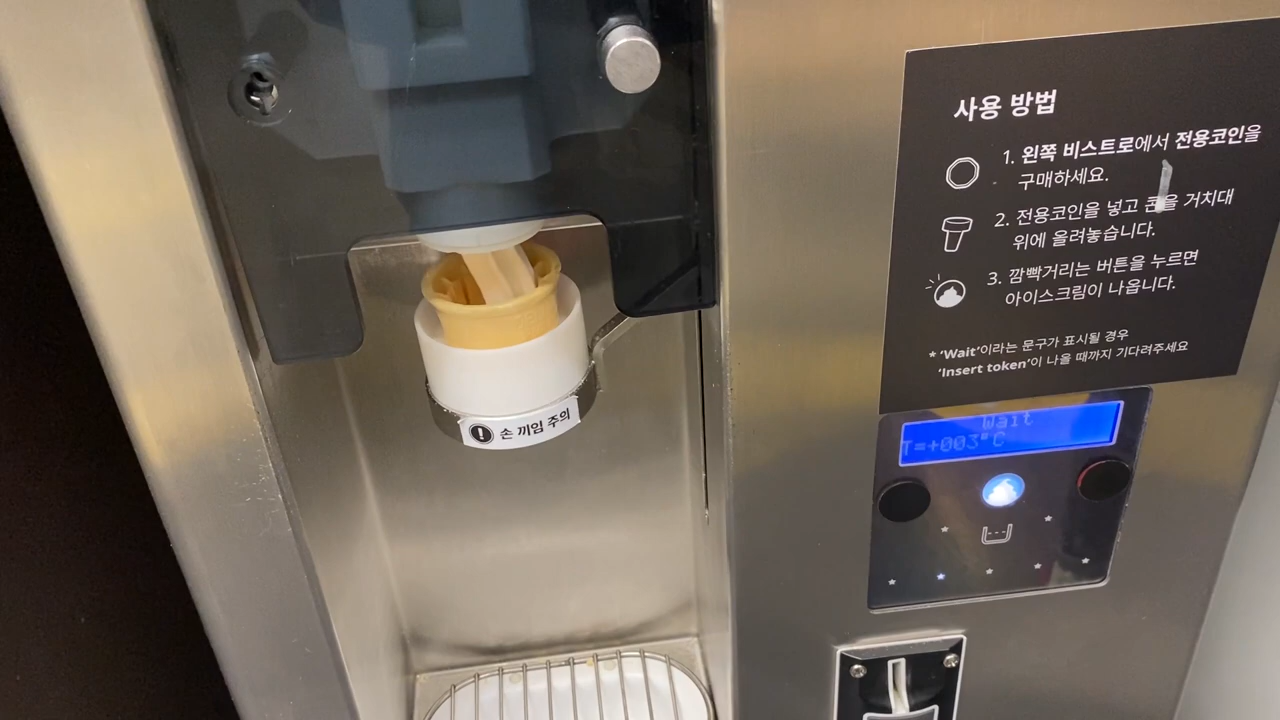 사용 방법
1. 왼쪽 비스트로에서 전용코인을
구매하세요.
2. 전용코인을 넣고 콘을 거치대
위에 올려놓습니다.
3. 깜빡거리는 버튼을 누르면
아이스크림이 나옵니다.
* ‘Wait’이라는 문구가 표시될 경우
‘Insert token’이 나올 때까지 기다려주세요
! 손 끼임 주의
Wait
T=+003°C